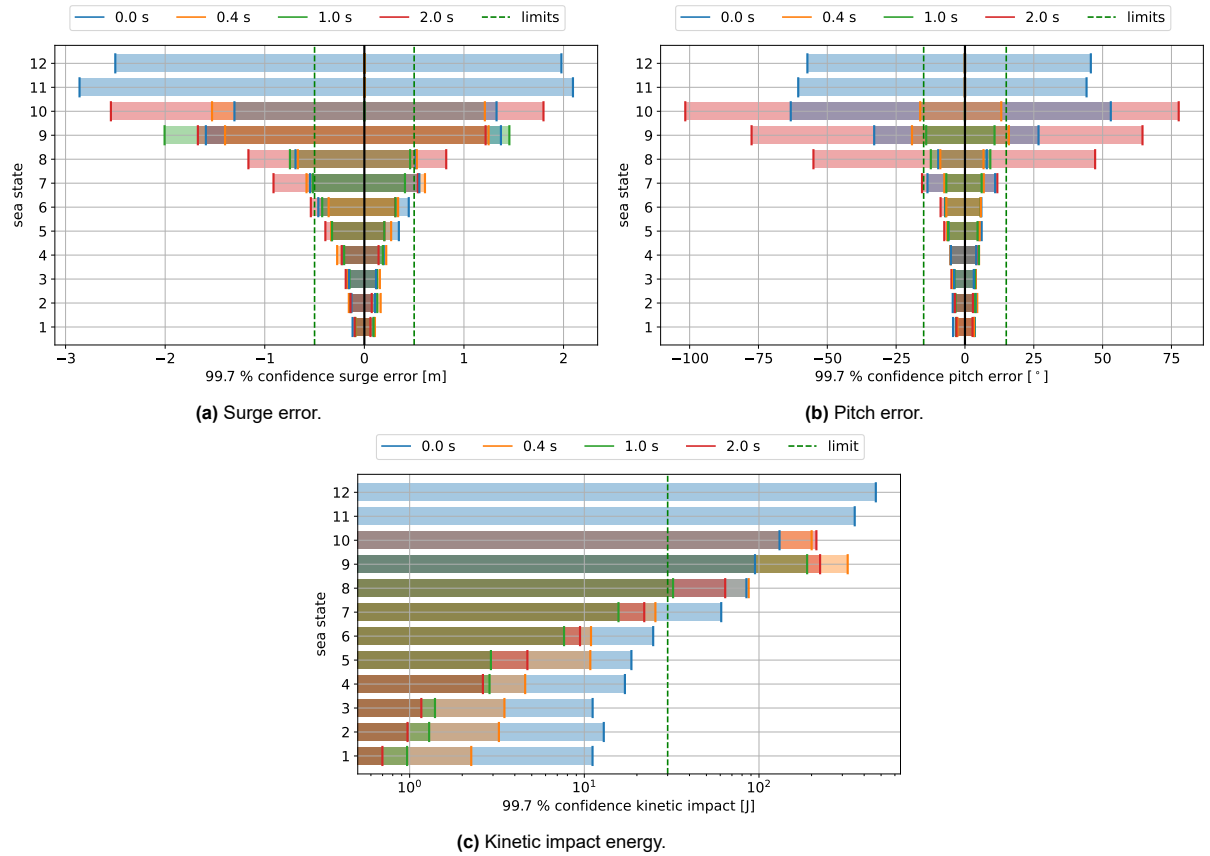 0.0 s 0.4 s 1.0 s 2.0 s limits
12
11
10
9
8
7
6
5
4
3
2
1
sea state
−3 −2 −1 0 1 2
99.7 % confidence surge error [m]
(a) Surge error.
0.0 s 0.4 s 1.0 s 2.0 s limits
12
11
10
9
8
7
6
5
4
3
2
1
sea state
−100 −75 −50 −25 0 25 50 75
99.7 % confidence pitch error [°]
(b) Pitch error.
0.0 s 0.4 s 1.0 s 2.0 s limit
12
11
10
9
8
7
6
5
4
3
2
1
sea state
10⁰ 10¹ 10²
99.7 % confidence kinetic impact [J]
(c) Kinetic impact energy.